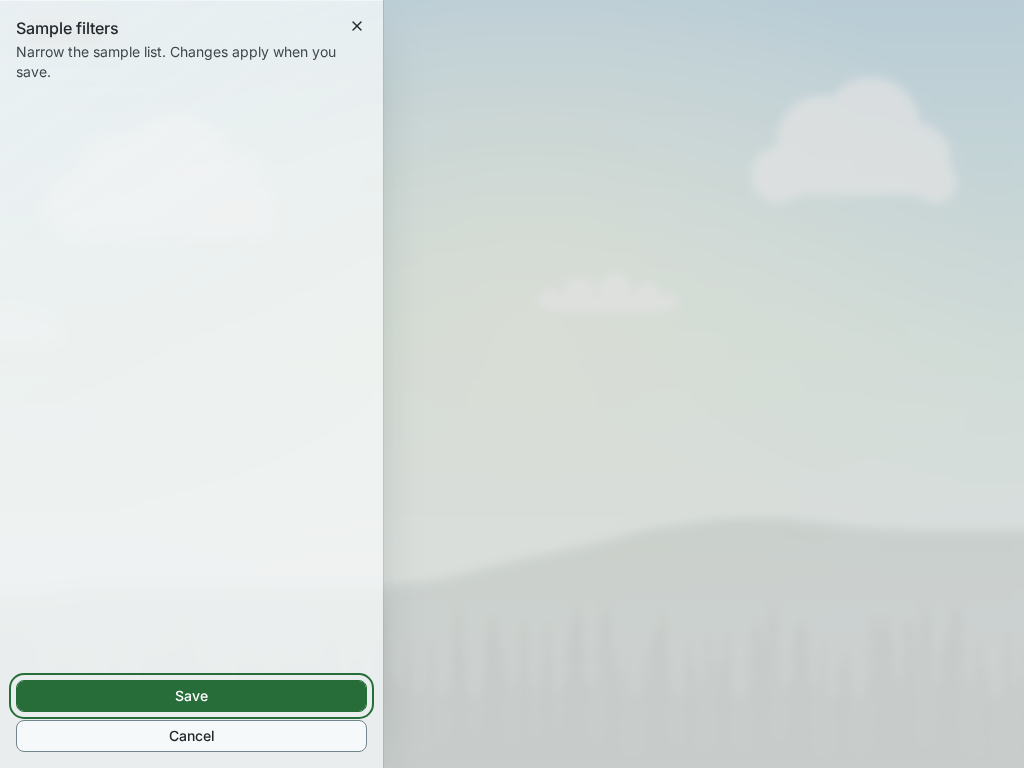 Sample filters
Narrow the sample list. Changes apply when you
save.
Save
Cancel